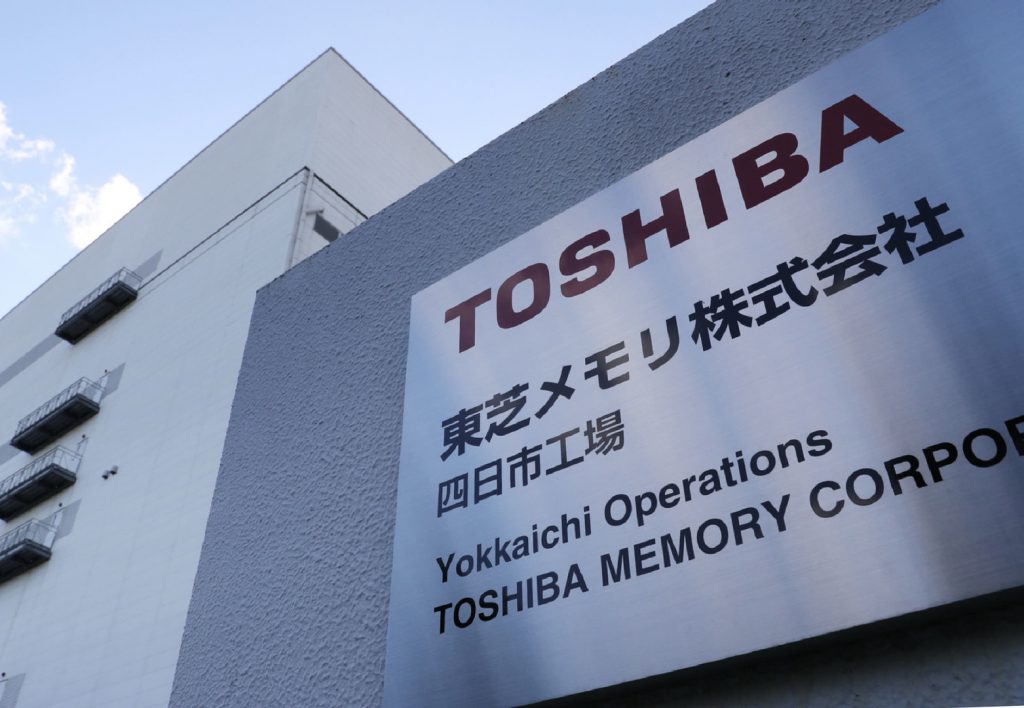 TOSHIBA
東芝メモリ株式会社
四日市工場
Yokkaichi Operations
TOSHIBA MEMORY